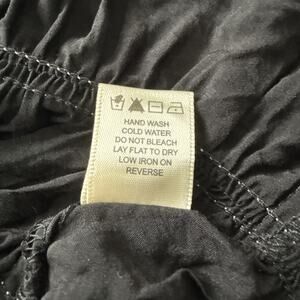 HAND WASH
COLD WATER
DO NOT BLEACH
LAY FLAT TO DRY
LOW IRON ON
REVERSE